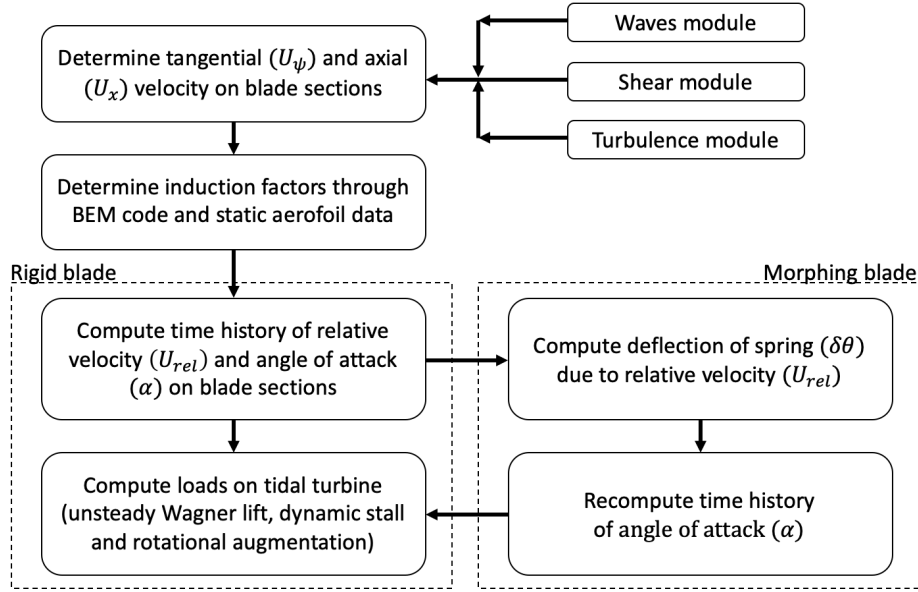 Determine tangential (U_ψ) and axial
(U_x) velocity on blade sections
Waves module
Shear module
Turbulence module
Determine induction factors through
BEM code and static aerofoil data
Rigid blade
Morphing blade
Compute time history of relative
velocity (U_rel) and angle of attack
(α) on blade sections
Compute deflection of spring (δθ)
due to relative velocity (U_rel)
Compute loads on tidal turbine
(unsteady Wagner lift, dynamic stall
and rotational augmentation)
Recompute time history
of angle of attack (α)